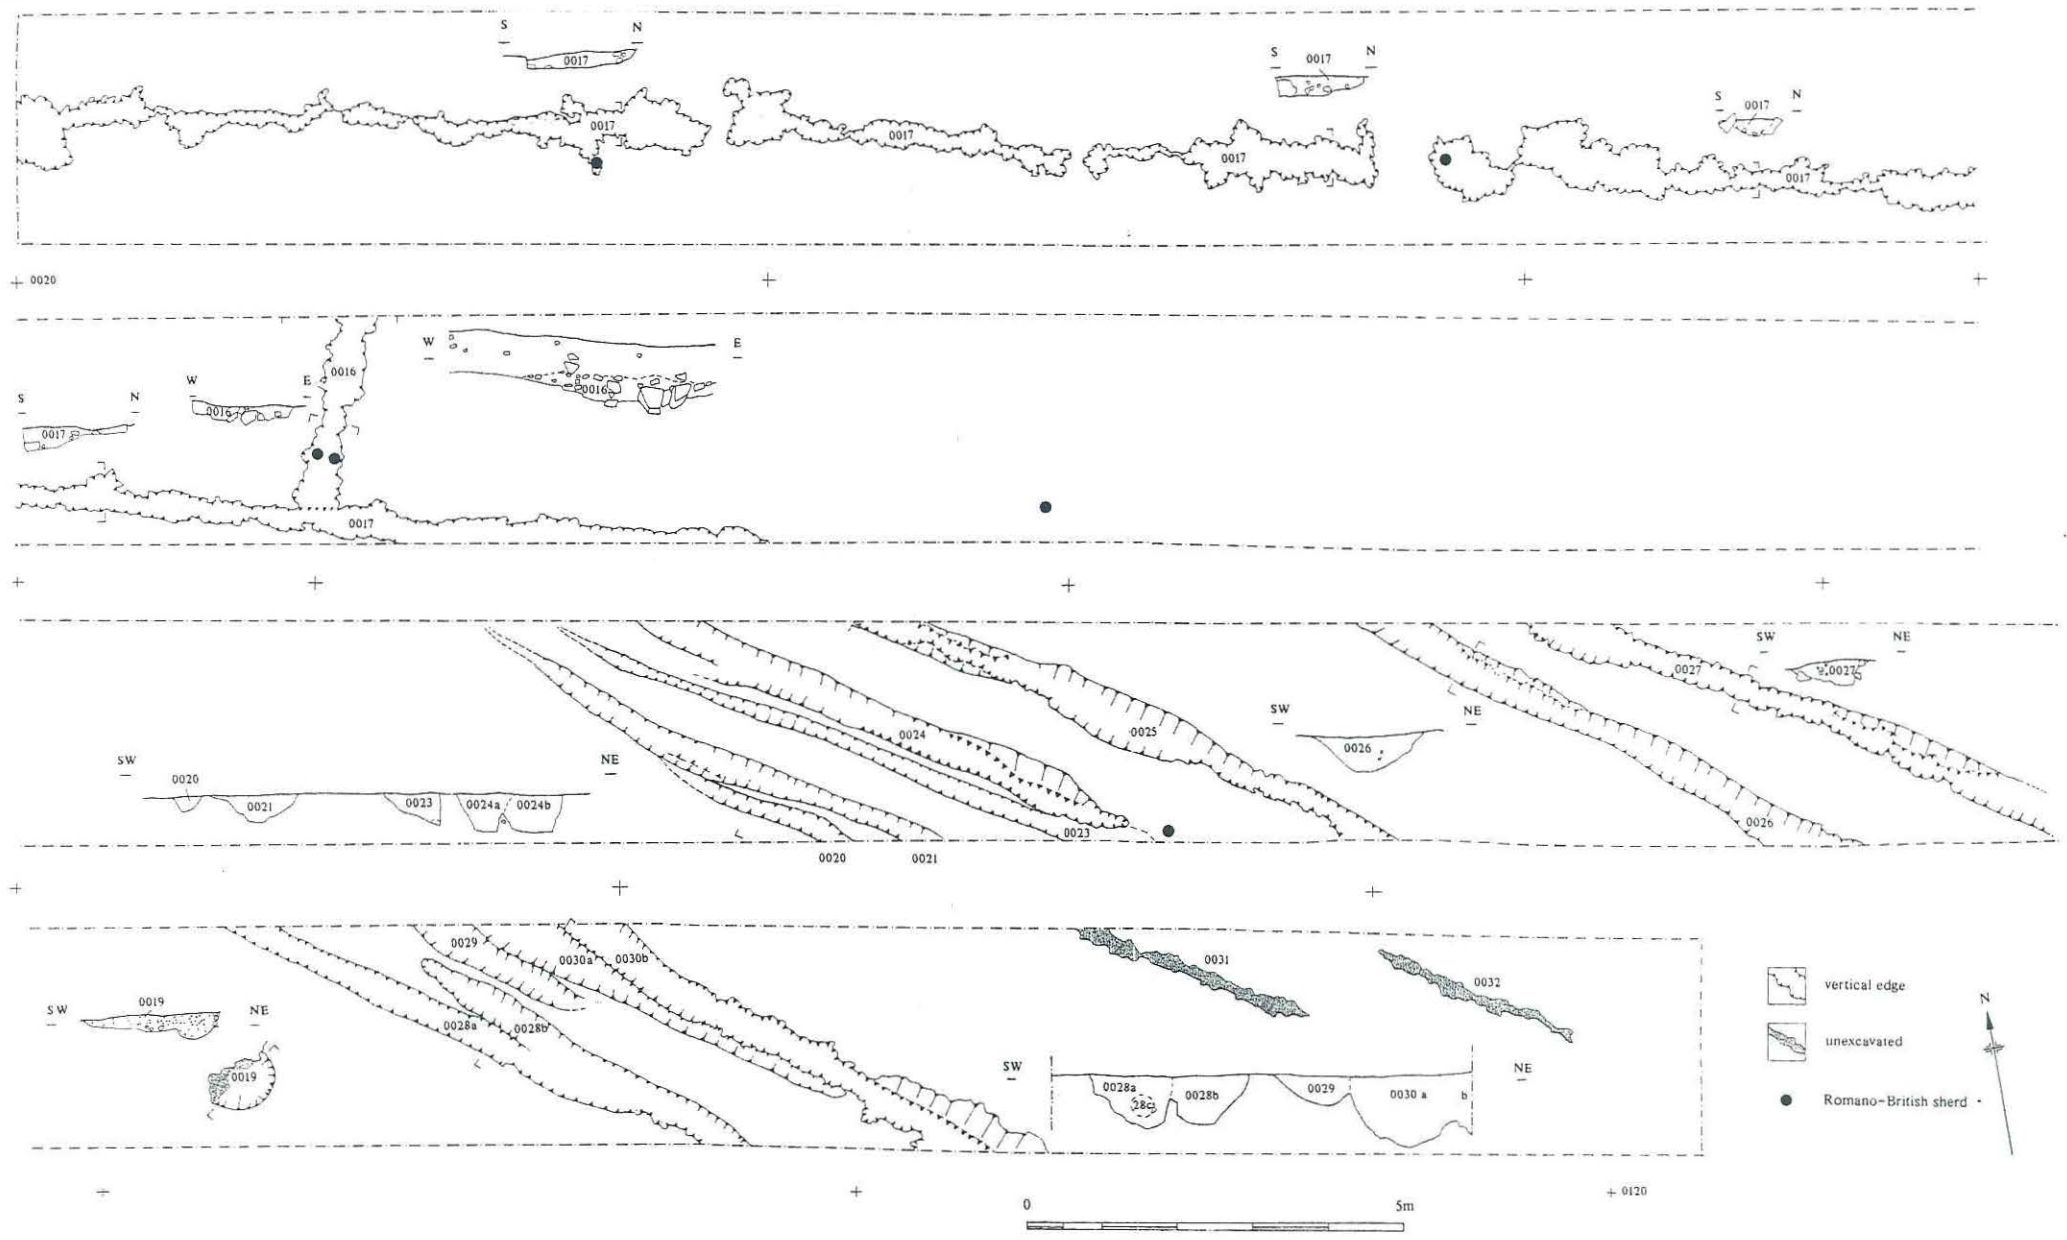 S N
0017
S N
0017
S N
0017
0017
0017
0017
0017
0020
W E
0016
0016
W E
0016
S N
0017
0017
SW NE
0027
0027
SW NE
0026
0024
0025
SW NE
0020
0021
0023
0024a
0024b
0023
0026
0020
0021
0029
0030a
0030b
0031
0032
vertical edge
N
SW NE
0019
0028a
0028b
unexcavated
0019
SW NE
0028a
28c
0028b
0029
0030 a
b
Romano-British sherd
0 5m
0120